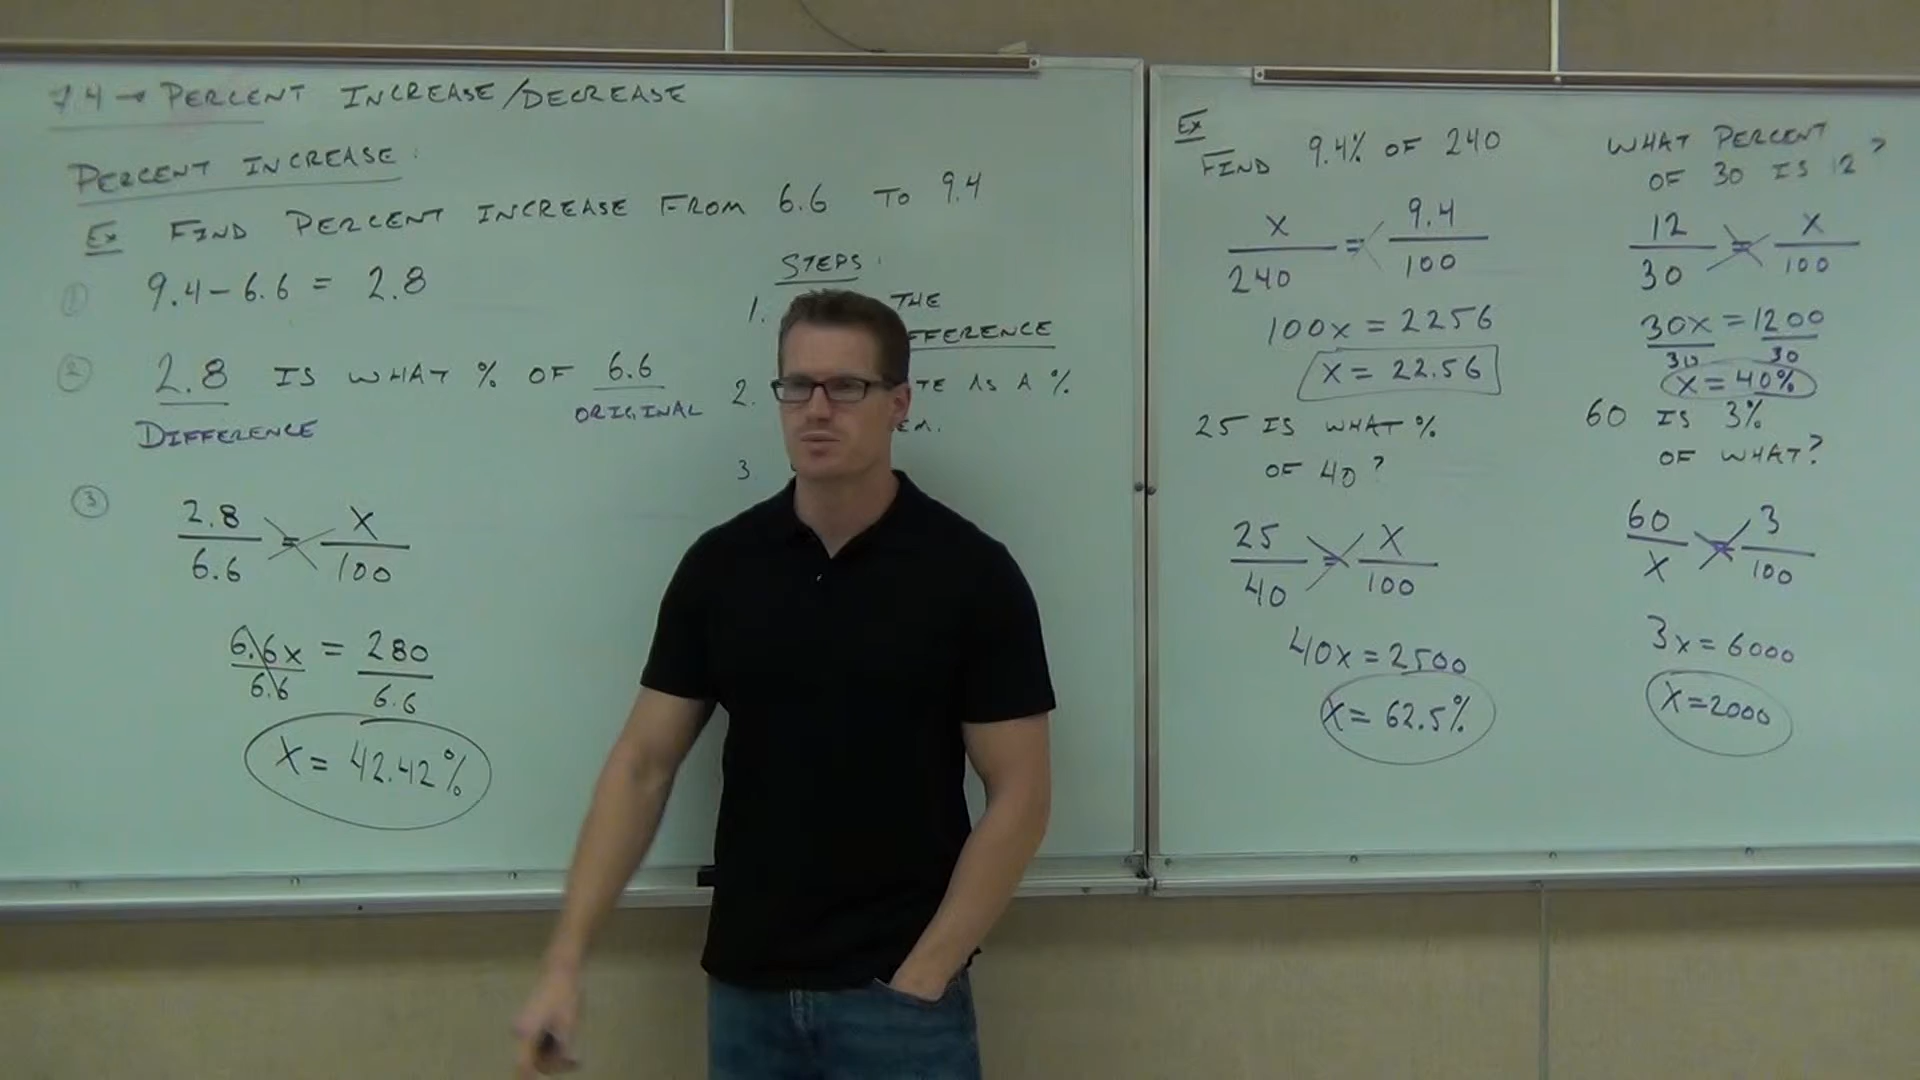 7.4 → PERCENT INCREASE/DECREASE
PERCENT INCREASE:
Ex FIND PERCENT INCREASE FROM 6.6 TO 9.4
① 9.4 - 6.6 = 2.8
② 2.8 IS WHAT % OF 6.6
DIFFERENCE ORIGINAL
③ 2.8/6.6 = X/100
6.6x/6.6 = 280/6.6
X = 42.42%
STEPS:
1. THE
FFERENCE
2. TE AS A %
EM.
3.
Ex
FIND 9.4% OF 240
X/240 = 9.4/100
100x = 2256
X = 22.56
25 IS WHAT %
OF 40?
25/40 = X/100
40x = 2500
X = 62.5%
WHAT PERCENT
OF 30 IS 12?
12/30 = X/100
30x/30 = 1200/30
X = 40%
60 IS 3%
OF WHAT?
60/X = 3/100
3x = 6000
X = 2000